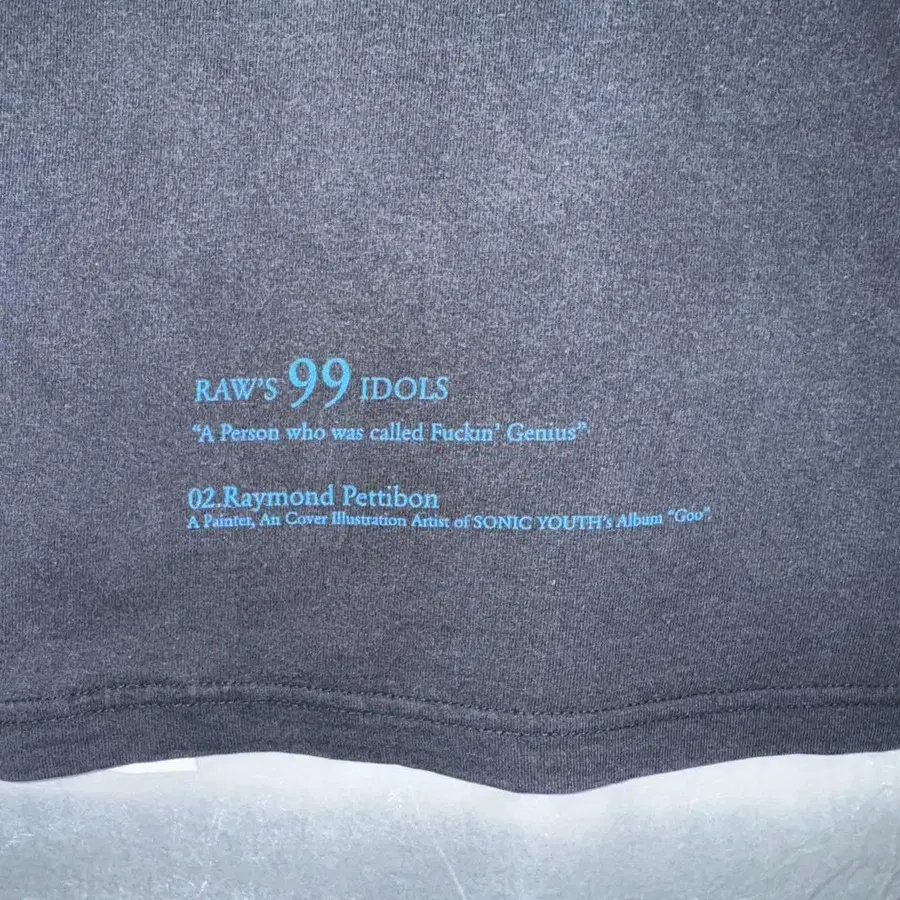 RAW'S 99 IDOLS
"A Person who was called Fuckin' Genius"
02.Raymond Pettibon
A Painter, An Cover Illustration Artist of SONIC YOUTH's Album "Goo".